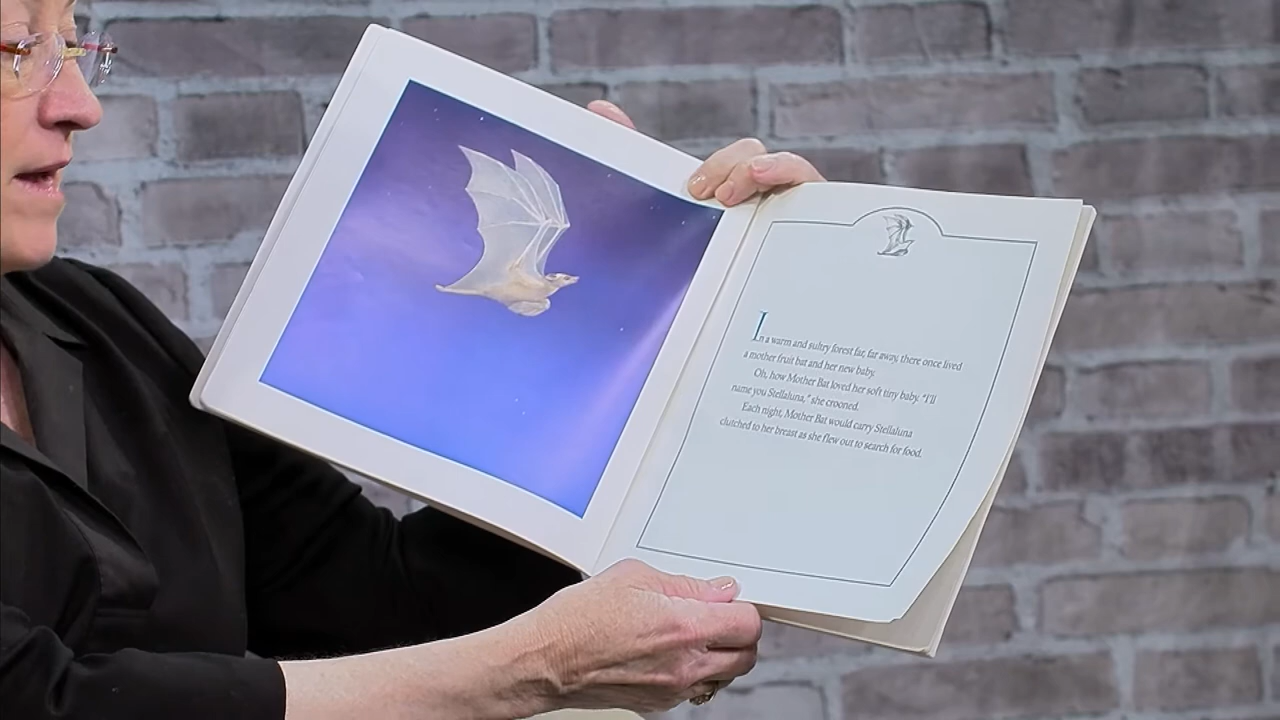 In a warm and sultry forest far, far away, there once lived
a mother fruit bat and her new baby.
Oh, how Mother Bat loved her soft tiny baby. "I'll
name you Stellaluna," she crooned.
Each night, Mother Bat would carry Stellaluna
clutched to her breast as she flew out to search for food.